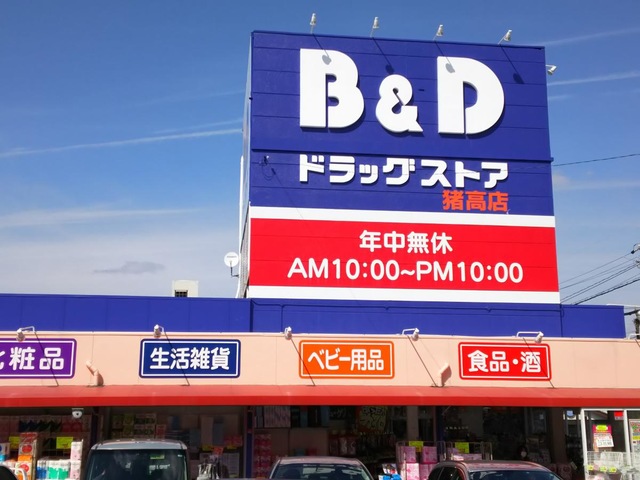 B&D
ドラッグストア
猪高店
年中無休
AM10:00~PM10:00
化粧品
生活雑貨
ベビー用品
食品・酒